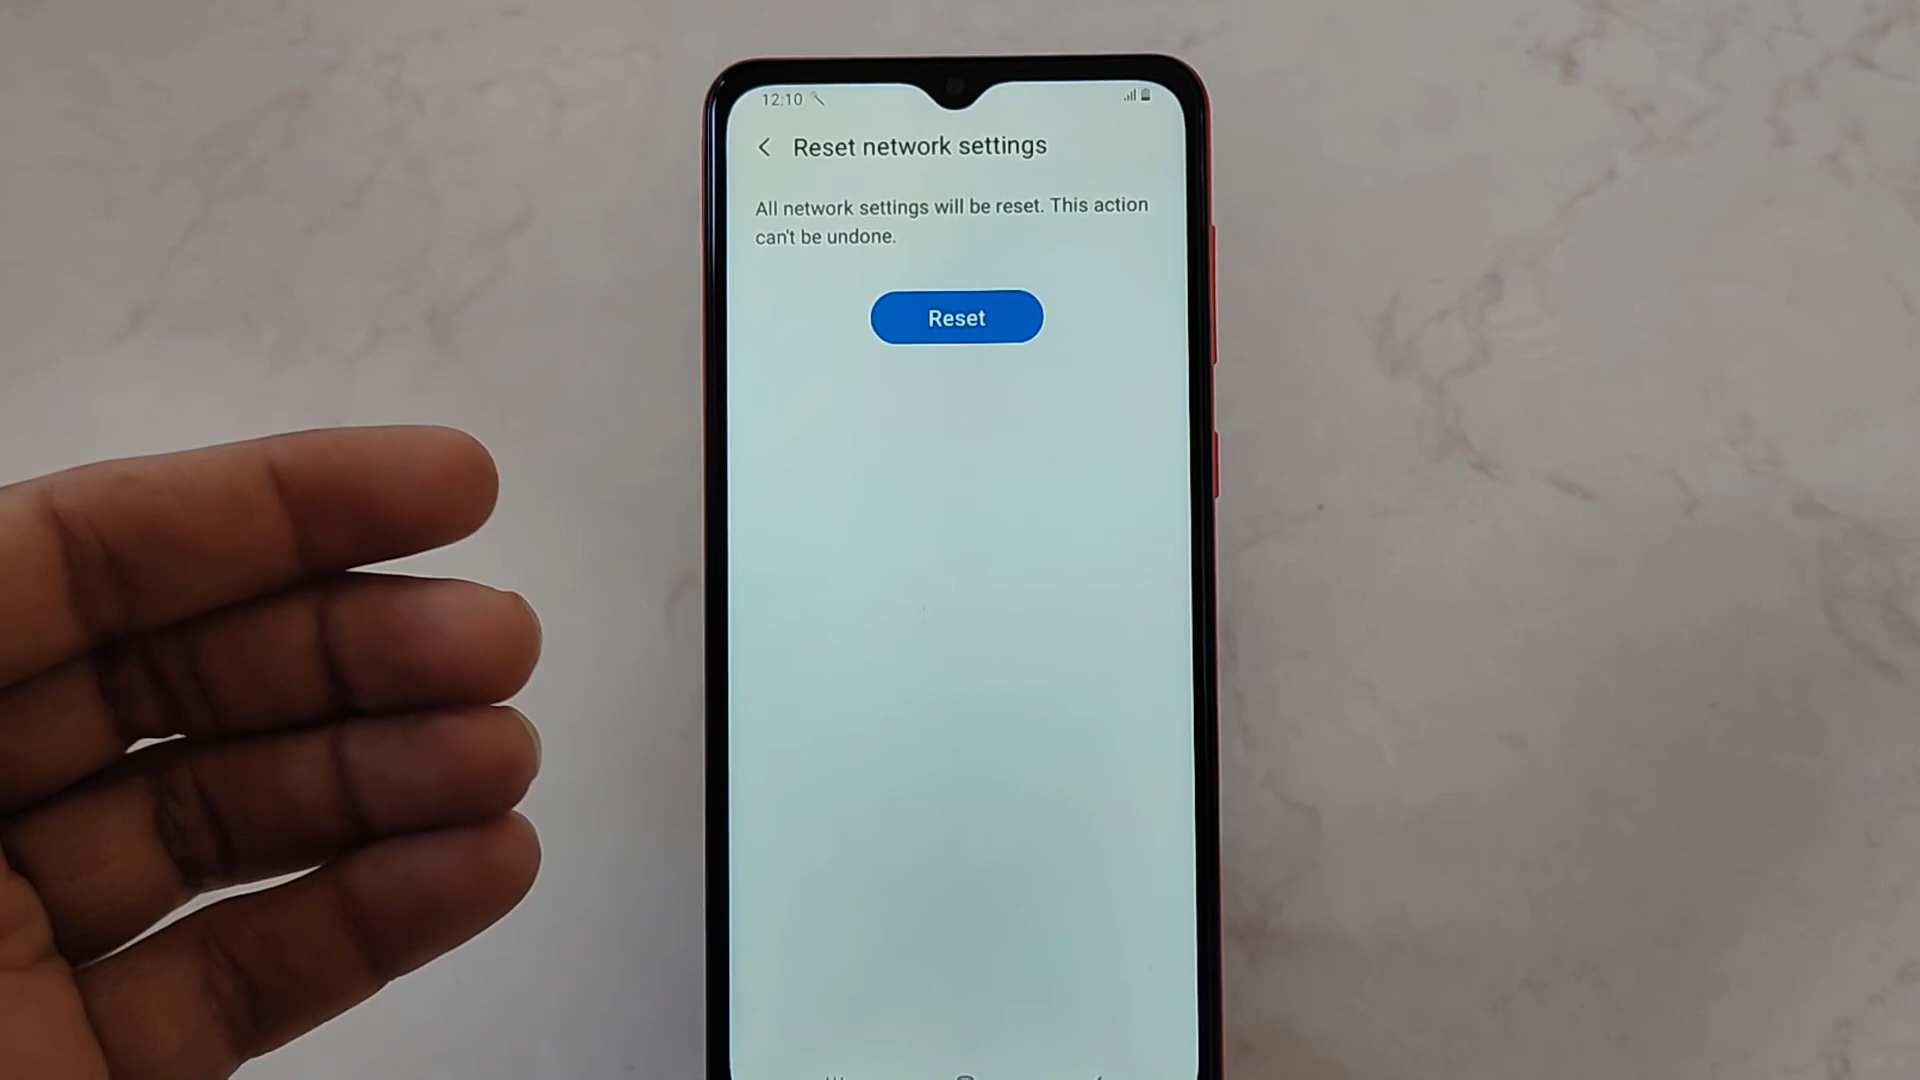 12:10
Reset network settings
All network settings will be reset. This action
can't be undone.
Reset